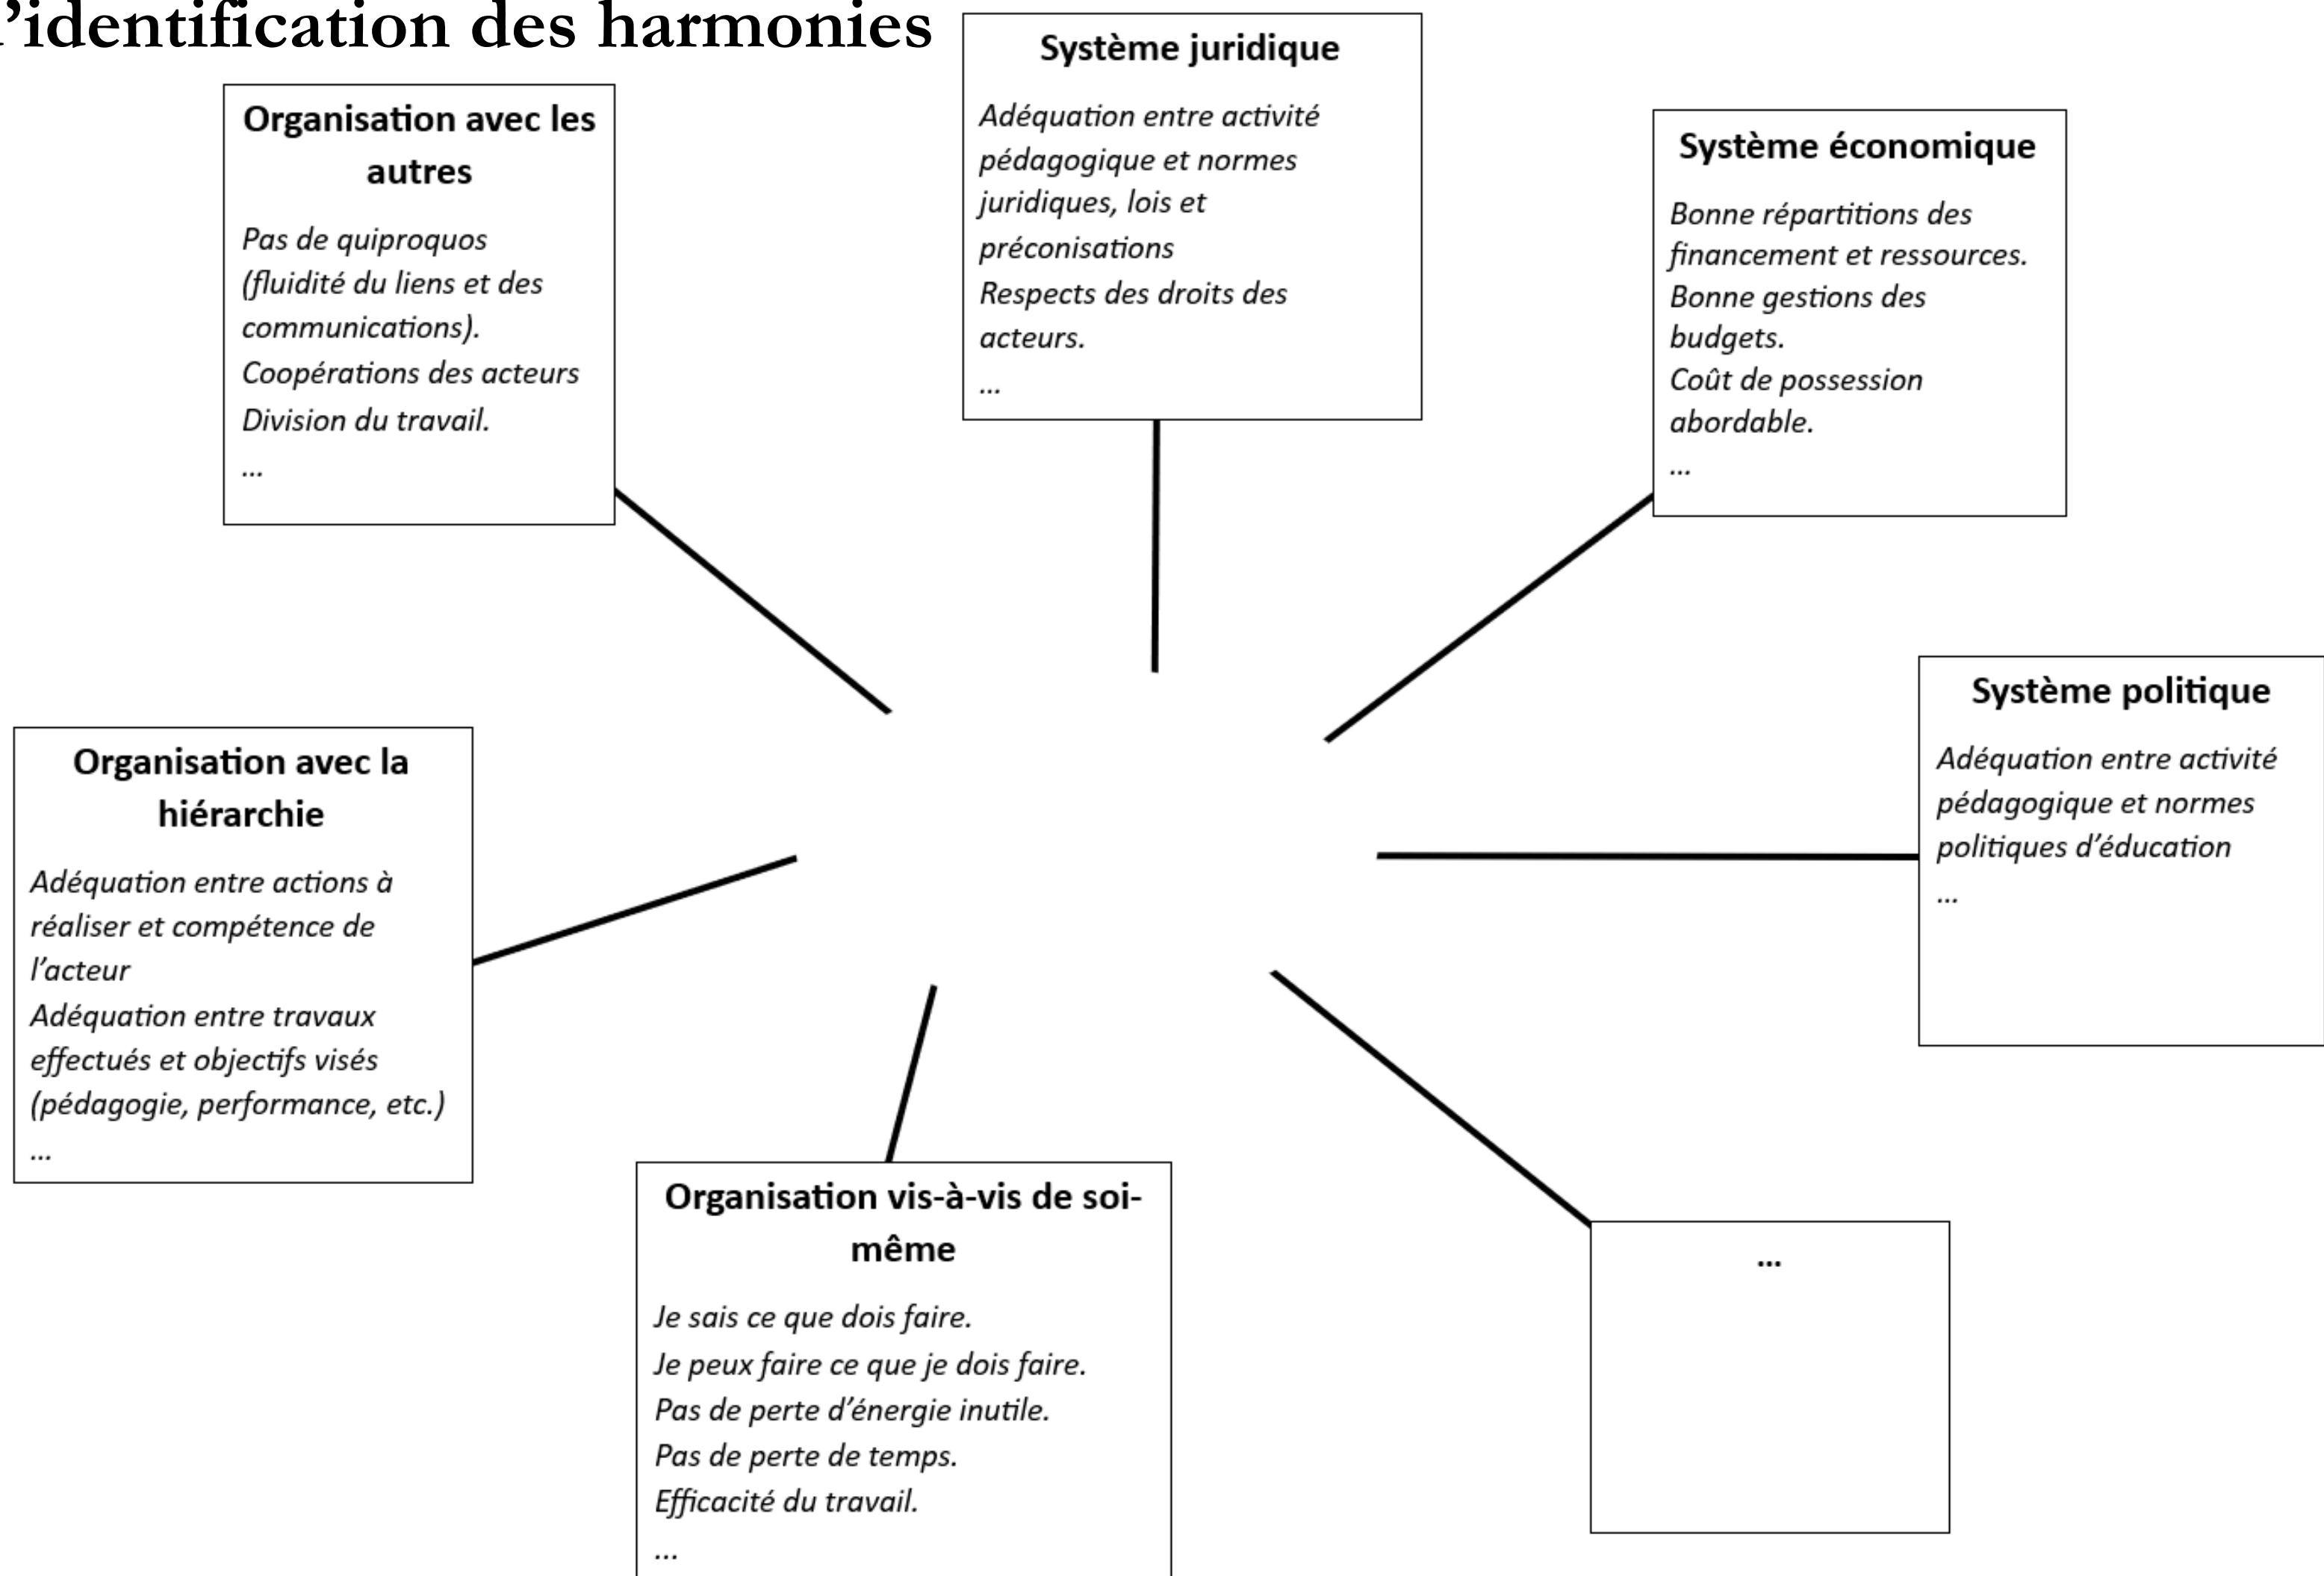 ’identification des harmonies
Système juridique
Adéquation entre activité
pédagogique et normes
juridiques, lois et
préconisations
Respects des droits des
acteurs.
...
Organisation avec les
autres
Pas de quiproquos
(fluidité du liens et des
communications).
Coopérations des acteurs
Division du travail.
...
Système économique
Bonne répartitions des
financement et ressources.
Bonne gestions des
budgets.
Coût de possession
abordable.
...
Système politique
Adéquation entre activité
pédagogique et normes
politiques d’éducation
...
Organisation avec la
hiérarchie
Adéquation entre actions à
réaliser et compétence de
l’acteur
Adéquation entre travaux
effectués et objectifs visés
(pédagogie, performance, etc.)
...
Organisation vis-à-vis de soi-
même
Je sais ce que dois faire.
Je peux faire ce que je dois faire.
Pas de perte d’énergie inutile.
Pas de perte de temps.
Efficacité du travail.
...
...